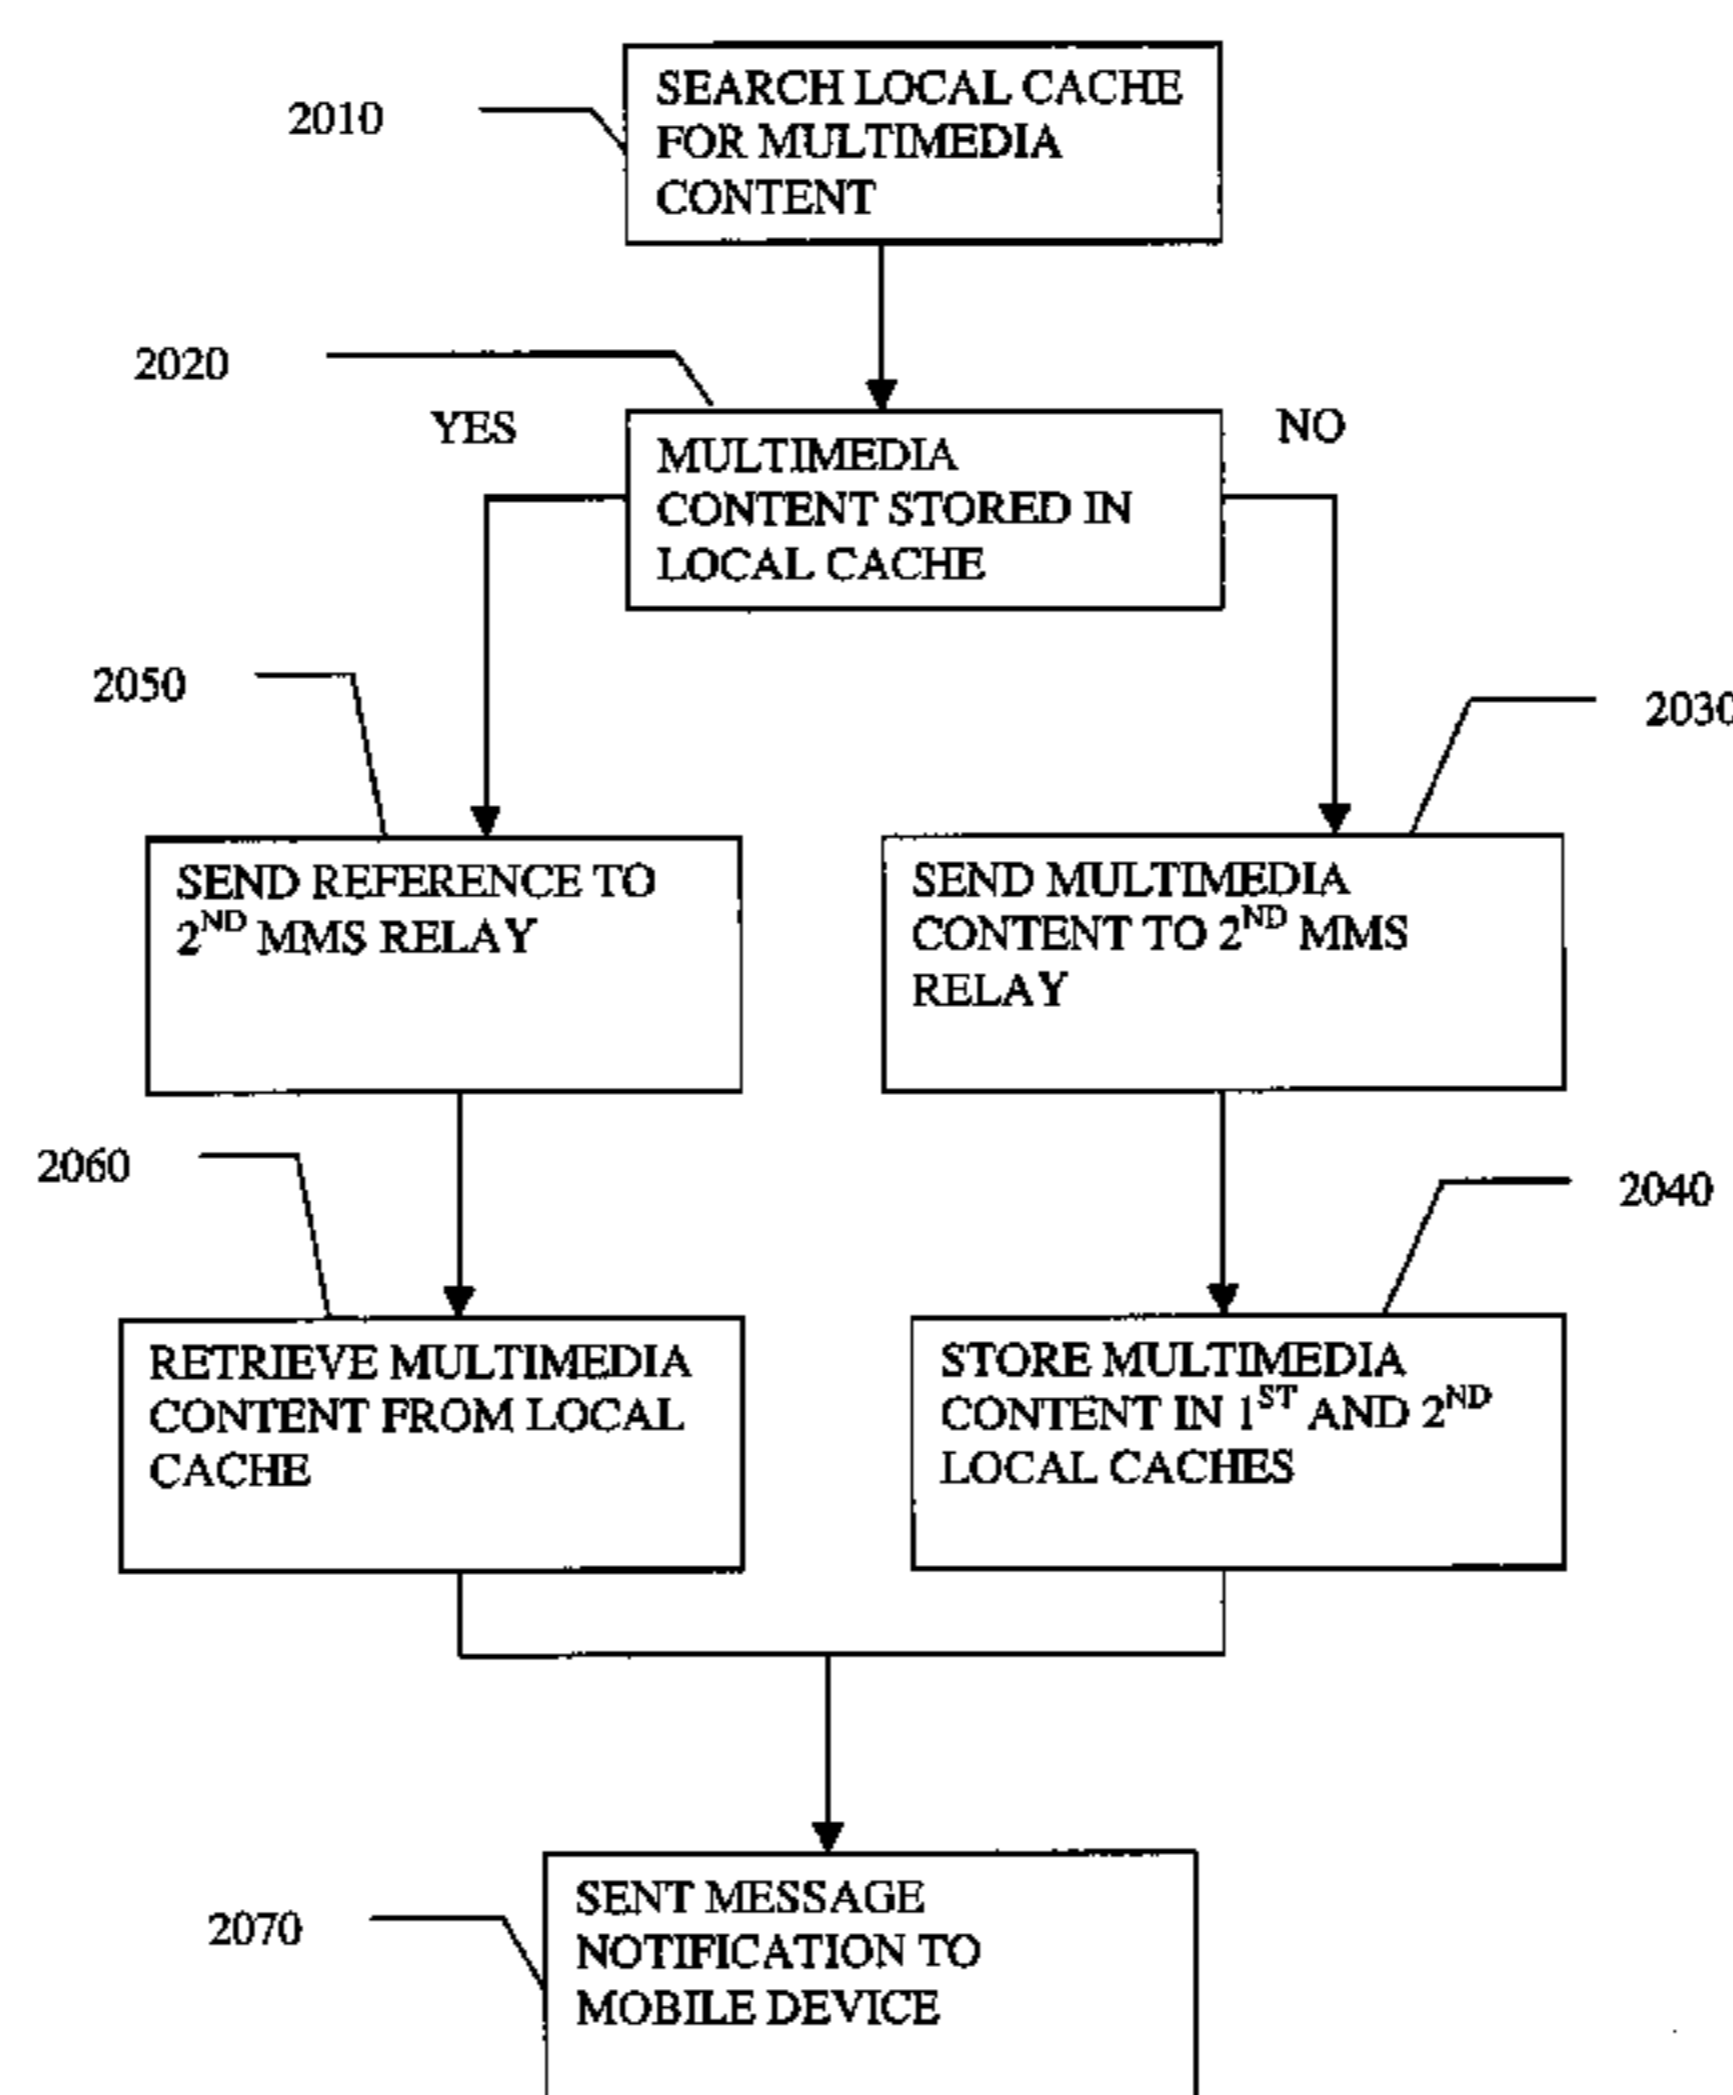 2010
SEARCH LOCAL CACHE
FOR MULTIMEDIA
CONTENT
2020
YES
NO
MULTIMEDIA
CONTENT STORED IN
LOCAL CACHE
2050
2030
SEND REFERENCE TO
2ND MMS RELAY
SEND MULTIMEDIA
CONTENT TO 2ND MMS
RELAY
2060
2040
RETRIEVE MULTIMEDIA
CONTENT FROM LOCAL
CACHE
STORE MULTIMEDIA
CONTENT IN 1ST AND 2ND
LOCAL CACHES
2070
SENT MESSAGE
NOTIFICATION TO
MOBILE DEVICE